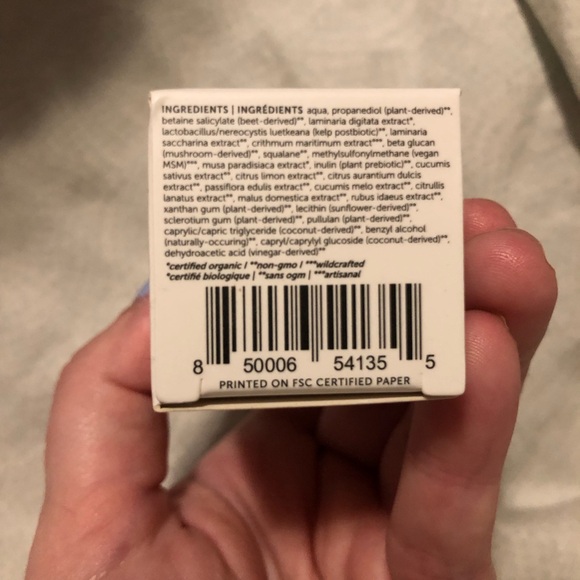 INGREDIENTS | INGRÉDIENTS aqua, propanediol (plant-derived)**,
betaine salicylate (beet-derived)**, laminaria digitata extract*,
lactobacillus/nereocystis luetkeana (kelp postbiotic)**, laminaria
saccharina extract**, crithmum maritimum extract***, beta glucan
(mushroom-derived)**, squalane**, methylsulfonylmethane (vegan
MSM)***, musa paradisiaca extract*, inulin (plant prebiotic)**, cucumis
sativus extract**, citrus limon extract**, citrus aurantium dulcis
extract**, passiflora edulis extract**, cucumis melo extract**, citrullis
lanatus extract**, malus domestica extract**, rubus idaeus extract**,
xanthan gum (plant-derived)**, lecithin (sunflower-derived)**,
sclerotium gum (plant-derived)**, pullulan (plant-derived)**,
caprylic/capric triglyceride (coconut-derived)**, benzyl alcohol
(naturally-occuring)**, capryl/caprylyl glucoside (coconut-derived)**,
dehydroacetic acid (vinegar-derived)**
*certified organic | **non-gmo | ***wildcrafted
*certifié biologique | **sans ogm | ***artisanal
8 50006 54135 5
PRINTED ON FSC CERTIFIED PAPER